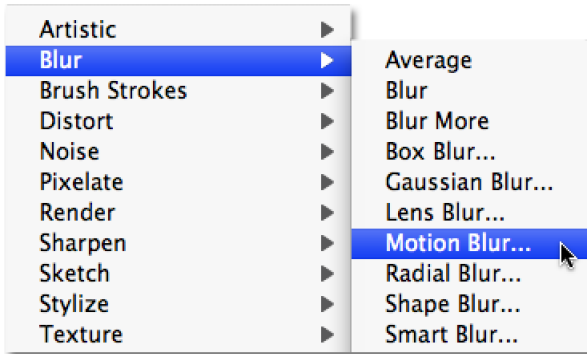 Artistic
Blur
Brush Strokes
Distort
Noise
Pixelate
Render
Sharpen
Sketch
Stylize
Texture
Average
Blur
Blur More
Box Blur...
Gaussian Blur...
Lens Blur...
Motion Blur...
Radial Blur...
Shape Blur...
Smart Blur...